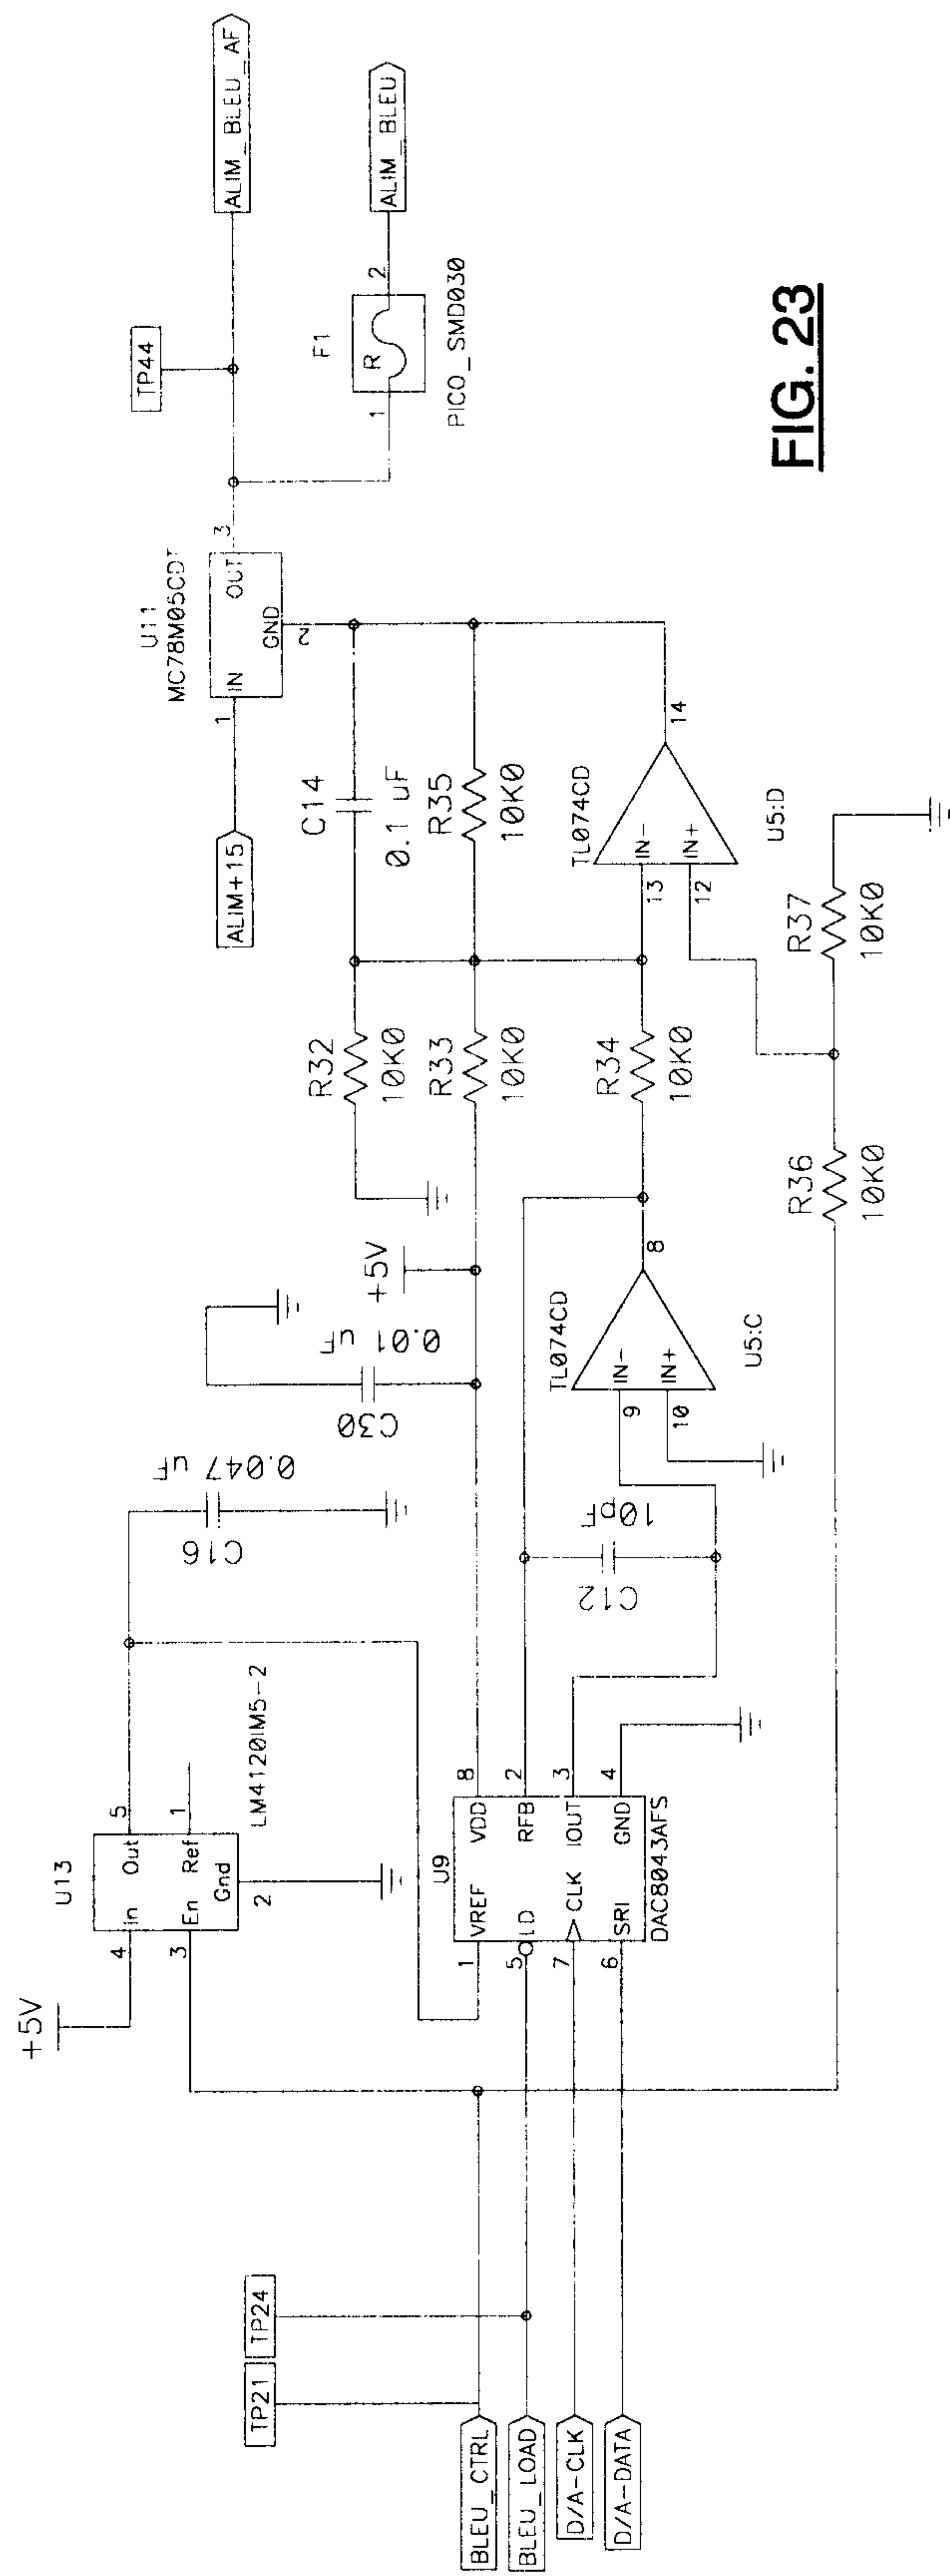 +5V
U13
4
In
Out
5
3
En
Ref
1
Gnd
2
LM4120IM5-2
C16
0.047 uF
C30
0.01 uF
+5V
TP21
TP24
BLEU_CTRL
BLEU_LOAD
D/A-CLK
D/A-DATA
U9
1
VREF
VDD
8
5
LD
RFB
2
7
CLK
IOUT
3
6
SRI
GND
4
DAC8043AFS
C12
10pF
TL074CD
9
IN-
10
IN+
8
U5:C
R32
10K0
R33
10K0
R34
10K0
R36
10K0
R37
10K0
C14
0.1 uF
R35
10K0
TL074CD
13
IN-
12
IN+
14
U5:D
ALIM+15
U11
MC78M05CDT
1
IN
OUT
3
GND
2
TP44
ALIM_BLEU_AF
F1
1
R
2
PICO_SMD030
ALIM_BLEU
FIG. 23